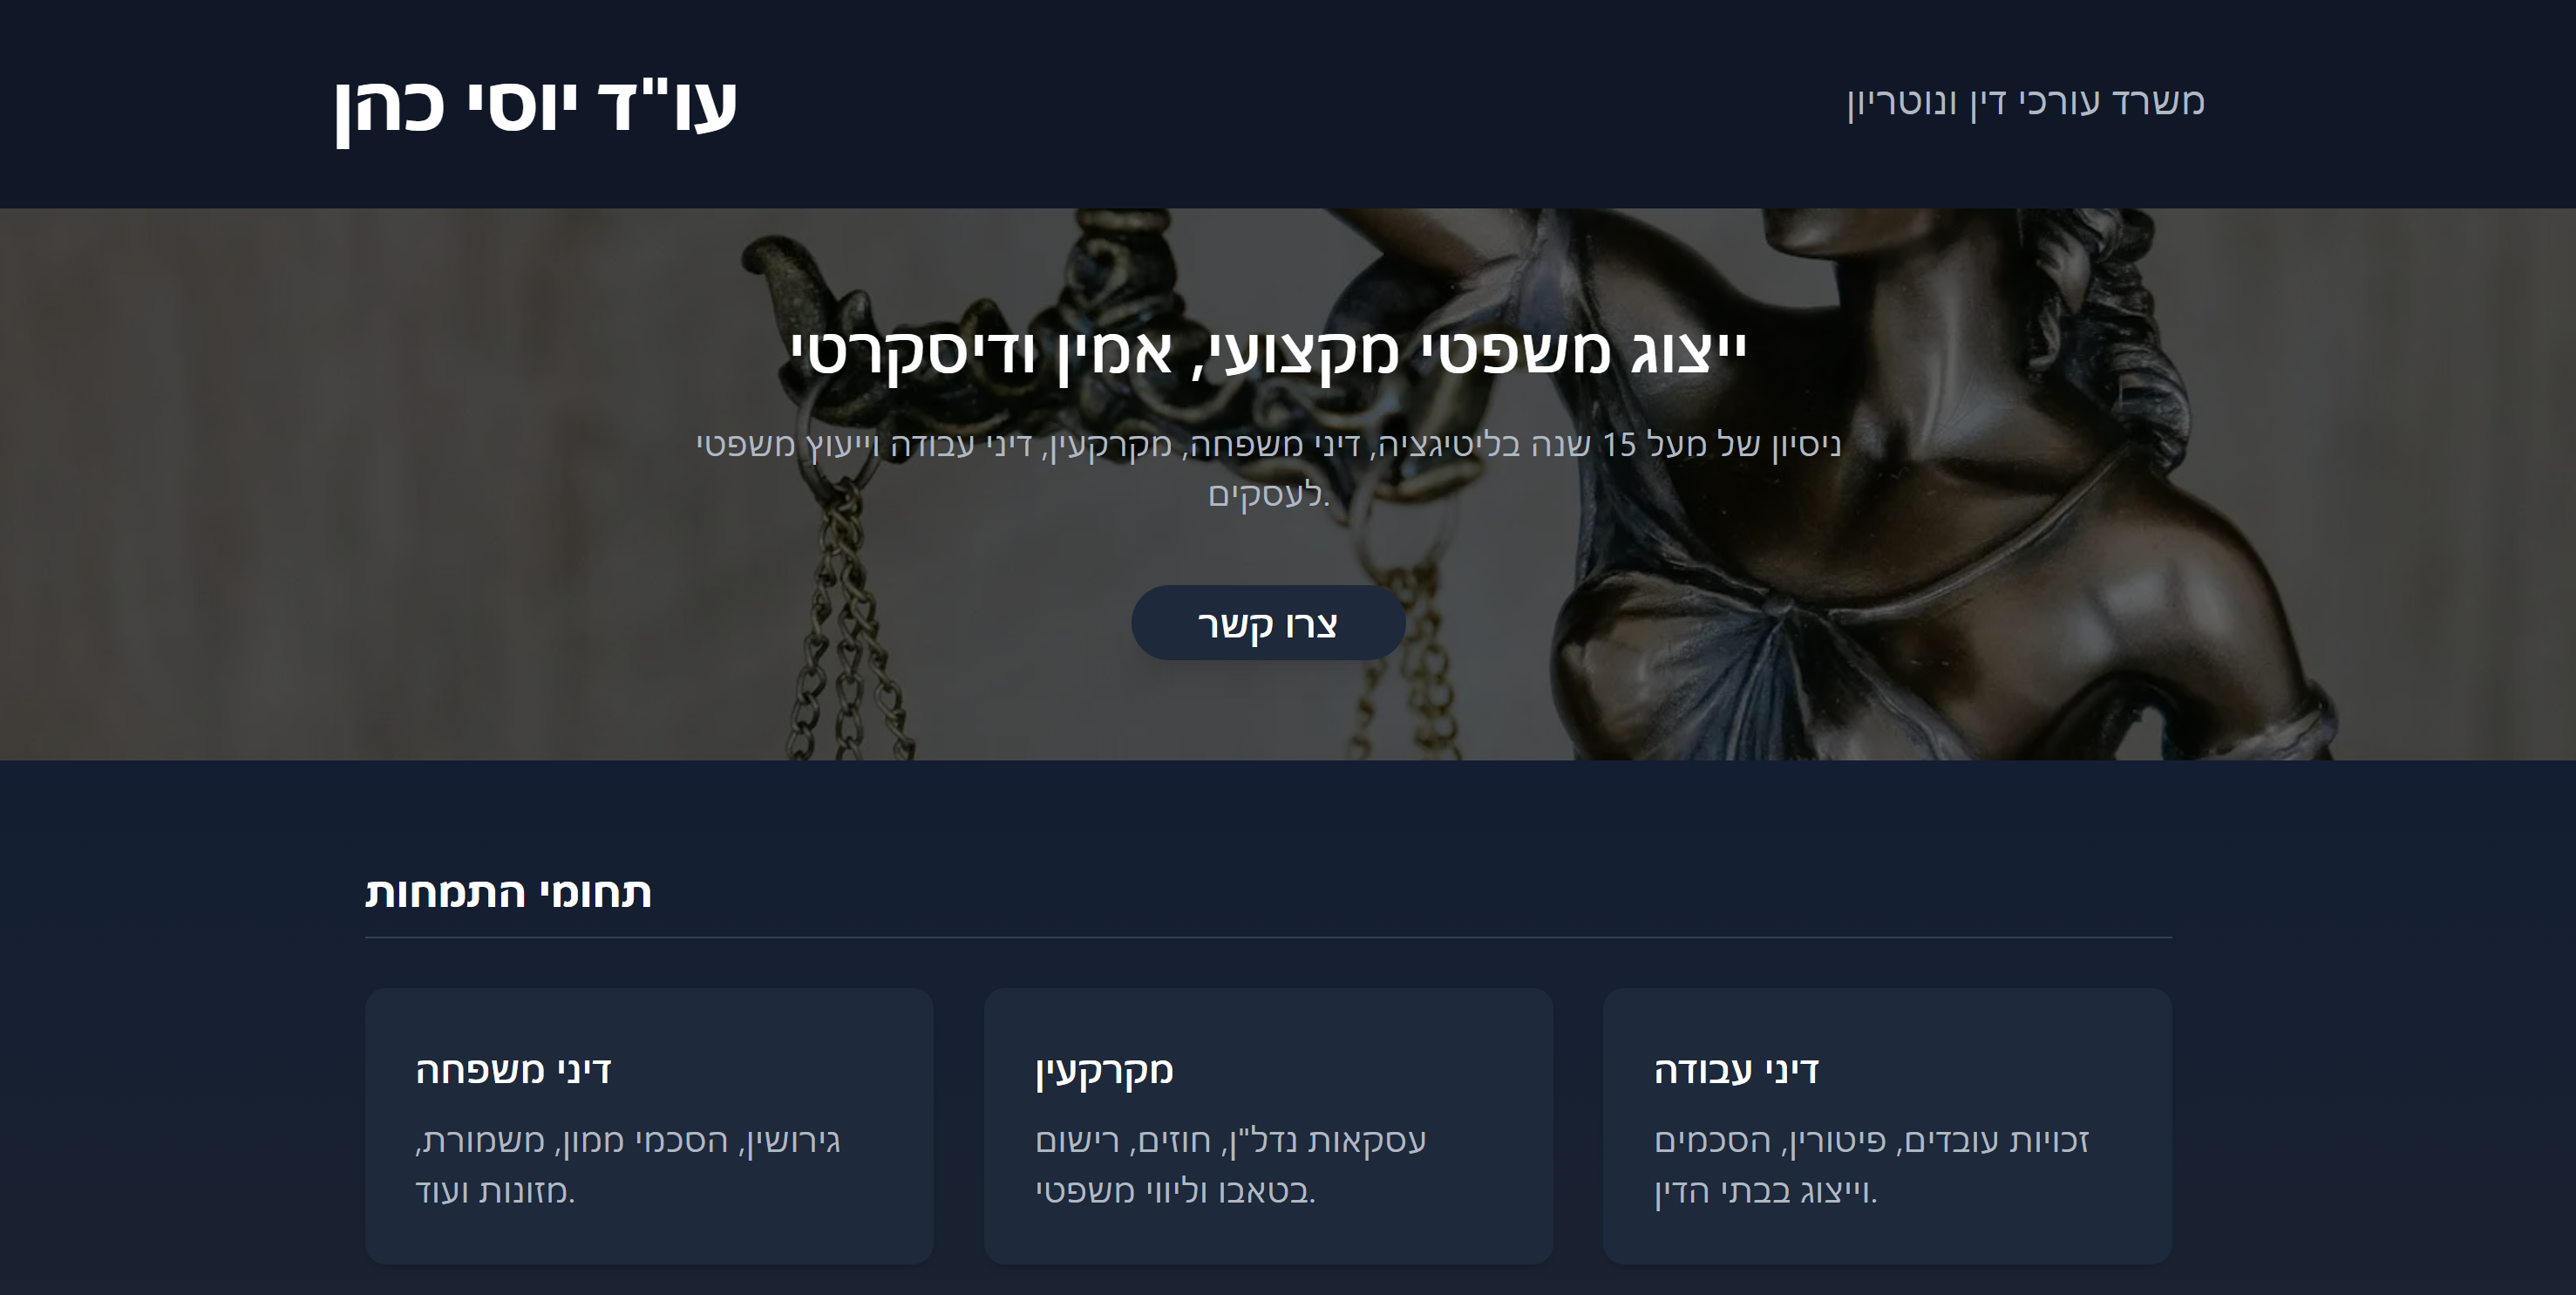 עו"ד יוסי כהן
משרד עורכי דין ונוטריון
ייצוג משפטי מקצועי, אמין ודיסקרטי
ניסיון של מעל 15 שנה בליטיגציה, דיני משפחה, מקרקעין, דיני עבודה וייעוץ משפטי
לעסקים.
צרו קשר
תחומי התמחות
דיני משפחה
גירושין, הסכמי ממון, משמורת,
מזונות ועוד.
מקרקעין
עסקאות נדל"ן, חוזים, רישום
בטאבו וליווי משפטי.
דיני עבודה
זכויות עובדים, פיטורין, הסכמים
וייצוג בבתי הדין.